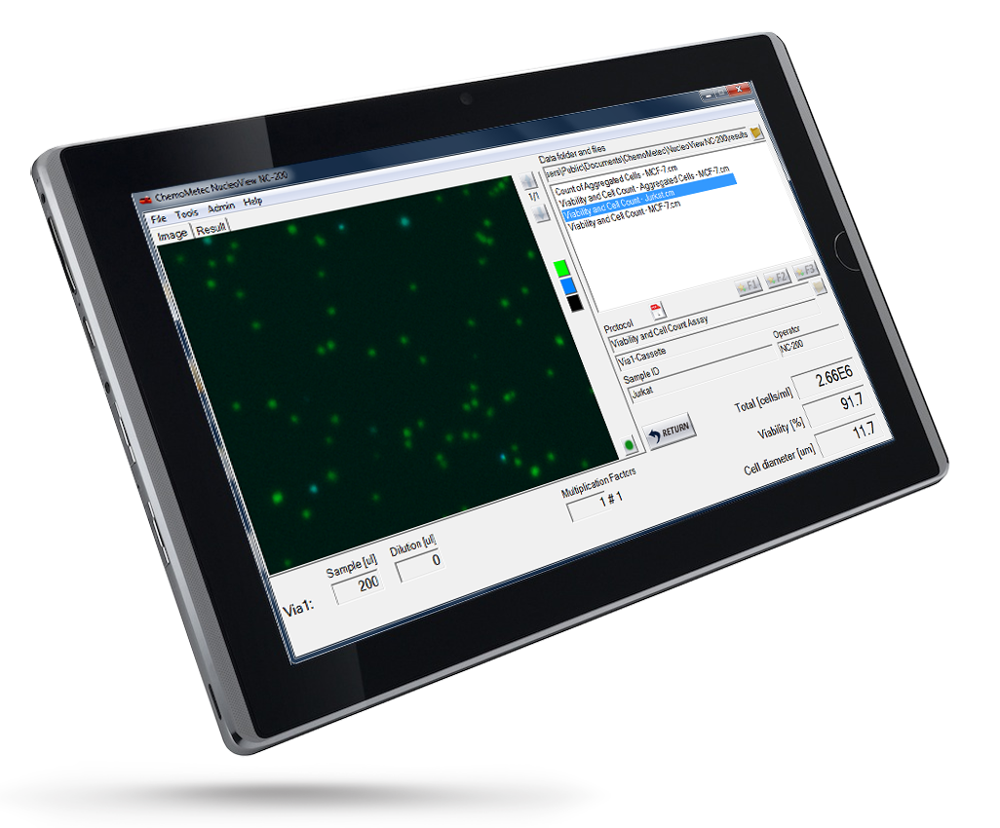 ChemoMetec NucleoView NC-200
File Tools Admin Help
Image Result
1/1
Data folder and files
sers\Public\Documents\ChemoMetec\NucleoView NC-200\results
Count of Aggregated Cells - MCF-7.cm
Viability and Cell Count - Aggregated Cells - MCF-7.cm
Viability and Cell Count - Jurkat.cm
Viability and Cell Count - MCF-7.cm
F1 F2 F3
Protocol
Viability and Cell Count Assay
Via1-Cassette
Operator
NC-200
Sample ID
Jurkat
RETURN
Total [cells/ml] 2.66E6
Viability [%] 91.7
Cell diameter [um] 11.7
Multiplication Factors
1 # 1
Sample [ul] Dilution [ul]
Via1: 200 0